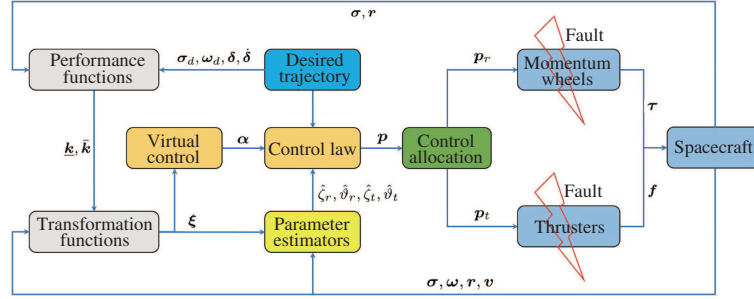 σ, r
Fault
Performance
functions
σ_d, ω_d, δ, δ̇
Desired
trajectory
p_r
Momentum
wheels
τ
k̲, k̄
Virtual
control
α
Control law
p
Control
allocation
Spacecraft
ζ̂_r, ϑ̂_r, ζ̂_t, ϑ̂_t
Fault
f
Transformation
functions
ξ
Parameter
estimators
p_t
Thrusters
σ, ω, r, v